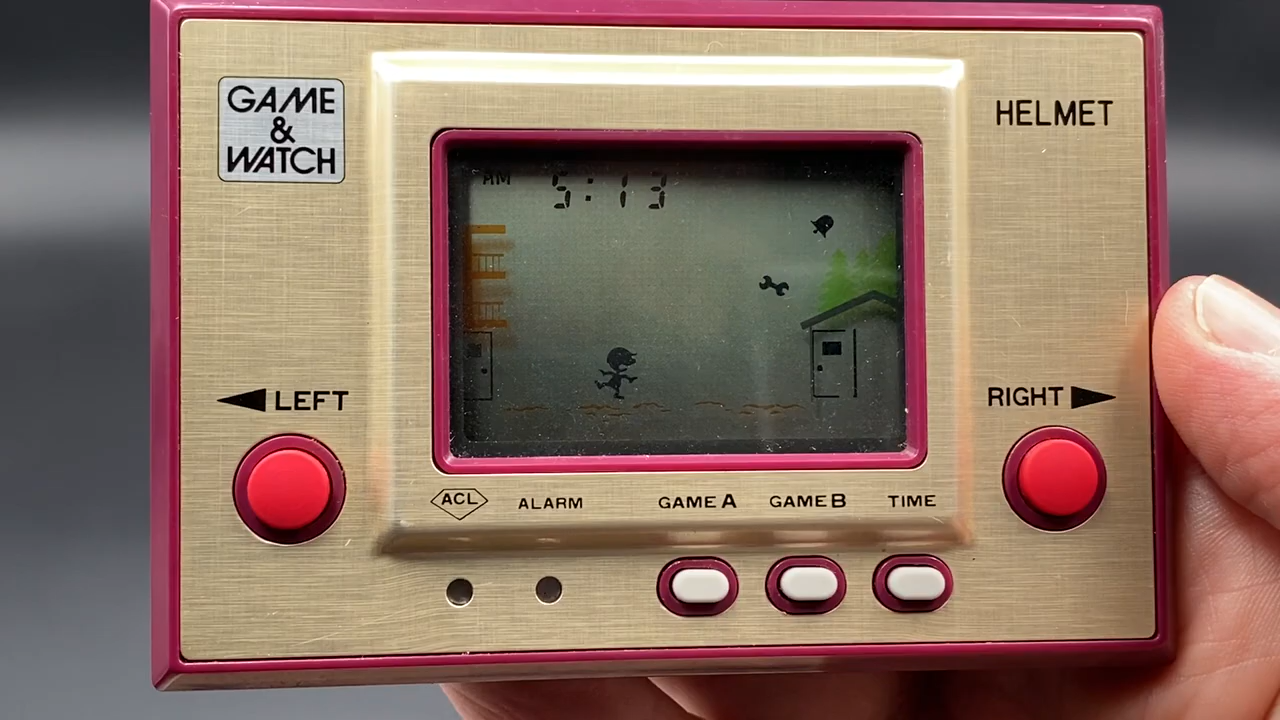 GAME
&
WATCH
HELMET
AM 5:13
LEFT
RIGHT
ACL ALARM GAME A GAME B TIME